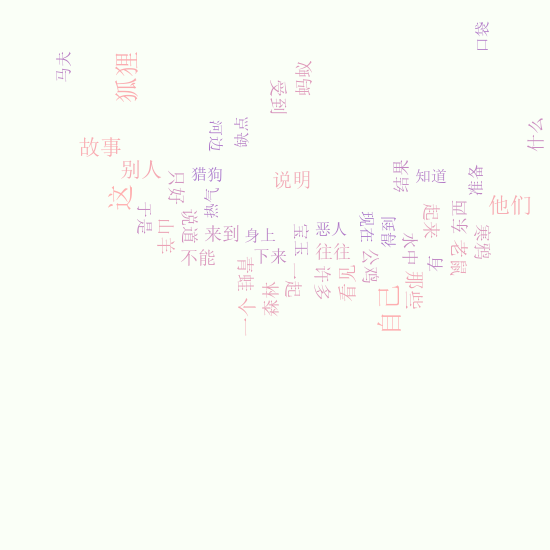 口袋
马夫
狐狸
蚂蚁
受到
什么
河边
缺点
故事
别人
只好
猎狗
说明
结果
知道
准备
这
热气
他们
于是
山羊
说道
来到
身上
宝玉
恶人
现在
得到
起来
东西
寒鸦
不能
下来
往往
公鸡
水中
有
老鼠
青蛙
一个
森林
一起
许多
看见
自己
那些